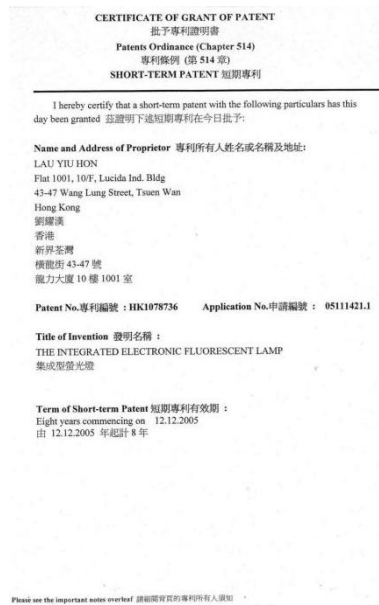 CERTIFICATE OF GRANT OF PATENT
批予專利證明書
Patents Ordinance (Chapter 514)
專利條例 (第 514 章)
SHORT-TERM PATENT 短期專利
I hereby certify that a short-term patent with the following particulars has this
day been granted 茲證明下述短期專利在今日批予:
Name and Address of Proprietor 專利所有人姓名或名稱及地址:
LAU YIU HON
Flat 1001, 10/F, Lucida Ind. Bldg
43-47 Wang Lung Street, Tsuen Wan
Hong Kong
劉耀漢
香港
新界荃灣
橫龍街 43-47 號
龍力大廈 10 樓 1001 室
Patent No.專利編號 : HK1078736 Application No.申請編號 : 05111421.1
Title of Invention 發明名稱 :
THE INTEGRATED ELECTRONIC FLUORESCENT LAMP
集成型螢光燈
Term of Short-term Patent 短期專利有效期 :
Eight years commencing on 12.12.2005
由 12.12.2005 年起計 8 年
Please see the important notes overleaf 請細閱背頁的專利所有人須知